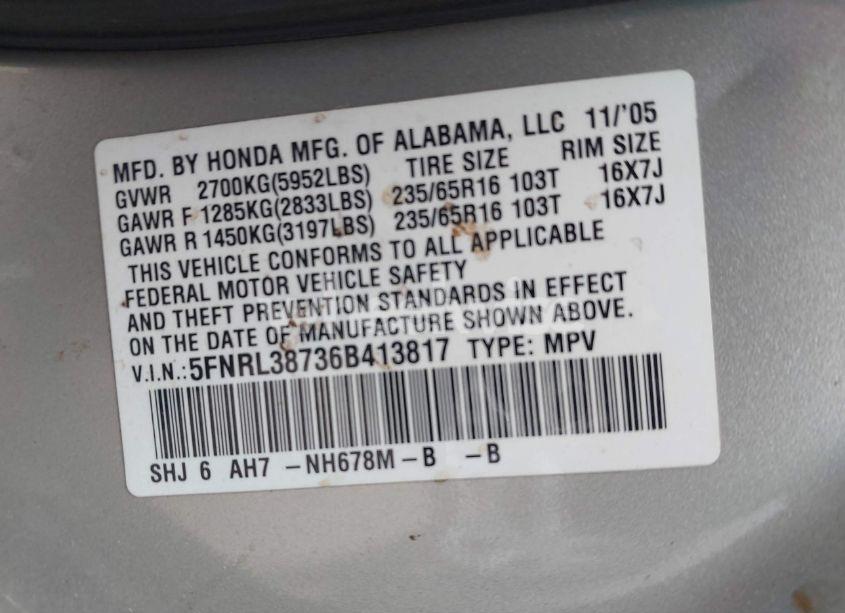 MFD. BY HONDA MFG. OF ALABAMA, LLC 11/'05
GVWR 2700KG(5952LBS) TIRE SIZE RIM SIZE
GAWR F 1285KG(2833LBS) 235/65R16 103T 16X7J
GAWR R 1450KG(3197LBS) 235/65R16 103T 16X7J
THIS VEHICLE CONFORMS TO ALL APPLICABLE
FEDERAL MOTOR VEHICLE SAFETY
AND THEFT PREVENTION STANDARDS IN EFFECT
ON THE DATE OF MANUFACTURE SHOWN ABOVE.
V.I.N.:5FNRL38736B413817 TYPE: MPV
SHJ 6 AH7 -NH678M-B -B